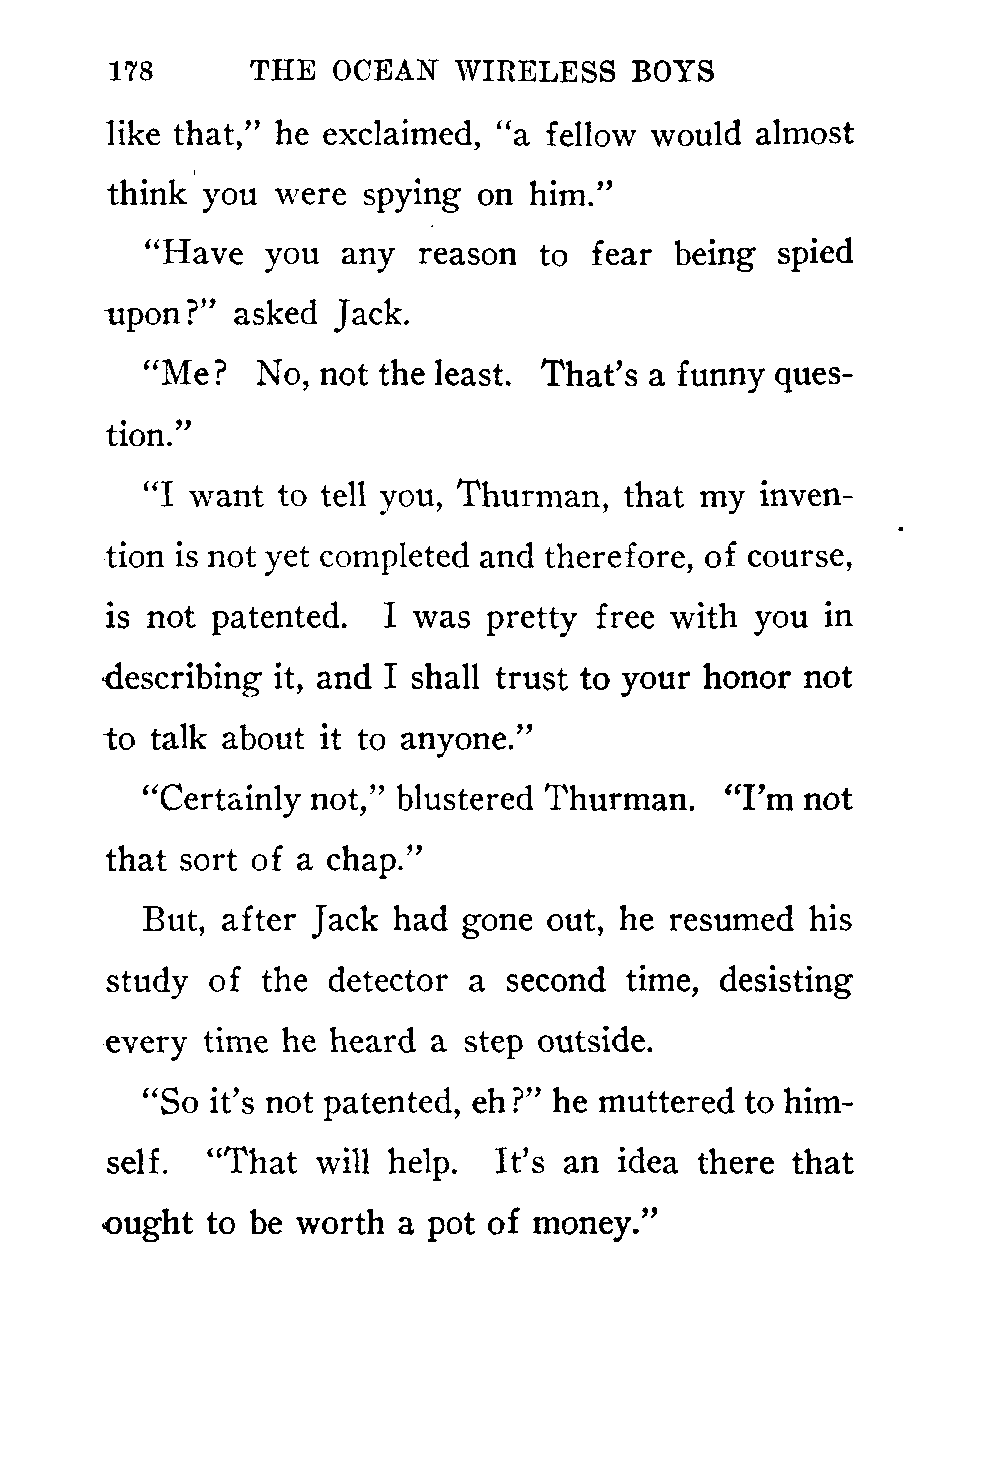 178 THE OCEAN WIRELESS BOYS
like that,” he exclaimed, “a fellow would almost
think you were spying on him.”
“Have you any reason to fear being spied
upon?” asked Jack.
“Me? No, not the least. That’s a funny ques-
tion.”
“I want to tell you, Thurman, that my inven-
tion is not yet completed and therefore, of course,
is not patented. I was pretty free with you in
describing it, and I shall trust to your honor not
to talk about it to anyone.”
“Certainly not,” blustered Thurman. “I’m not
that sort of a chap.”
But, after Jack had gone out, he resumed his
study of the detector a second time, desisting
every time he heard a step outside.
“So it’s not patented, eh?” he muttered to him-
self. “That will help. It’s an idea there that
ought to be worth a pot of money.”